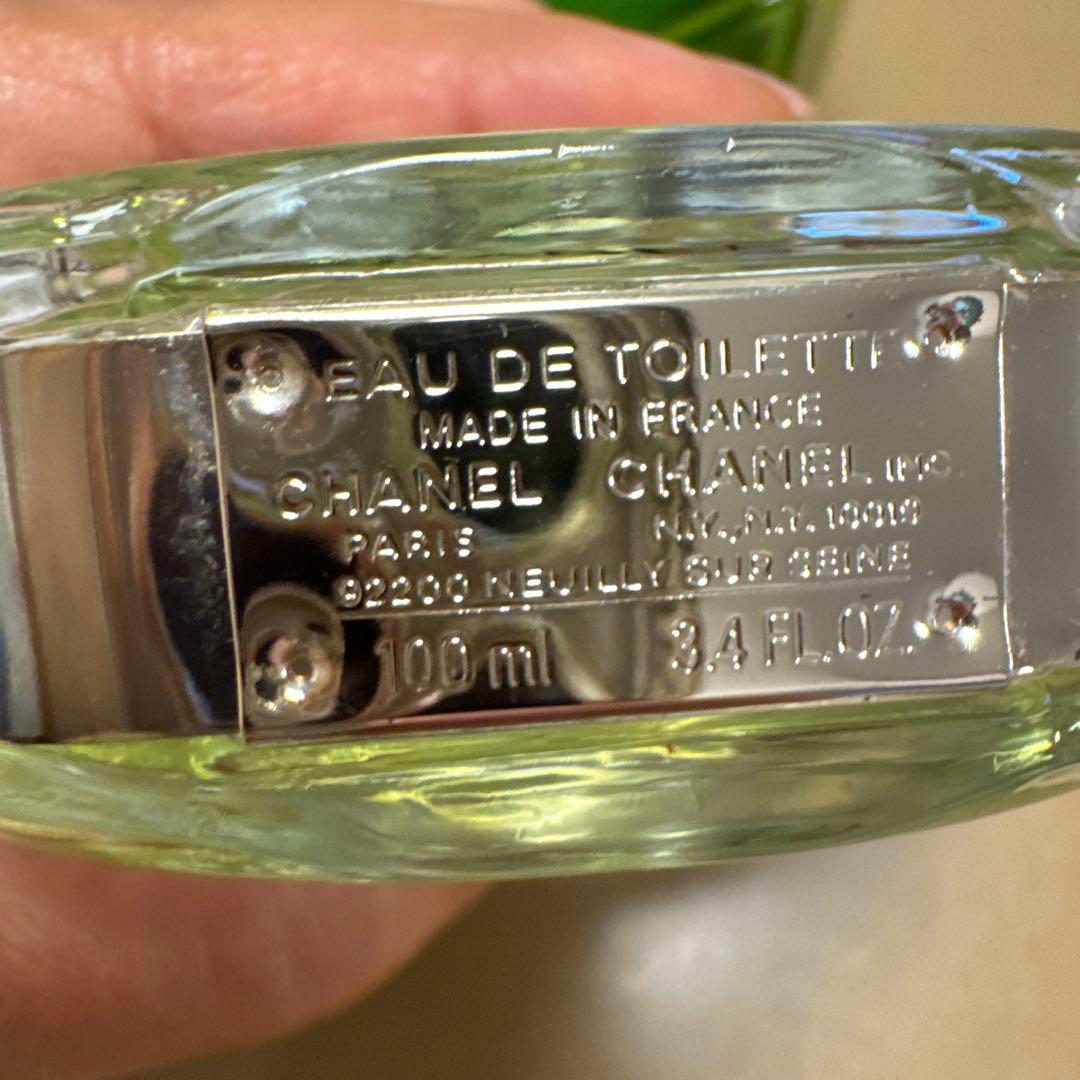 EAU DE TOILETTE
MADE IN FRANCE
CHANEL CHANEL INC
PARIS N.Y., N.Y. 10019
92200 NEUILLY SUR SEINE
100 ml 3.4 FL.OZ.